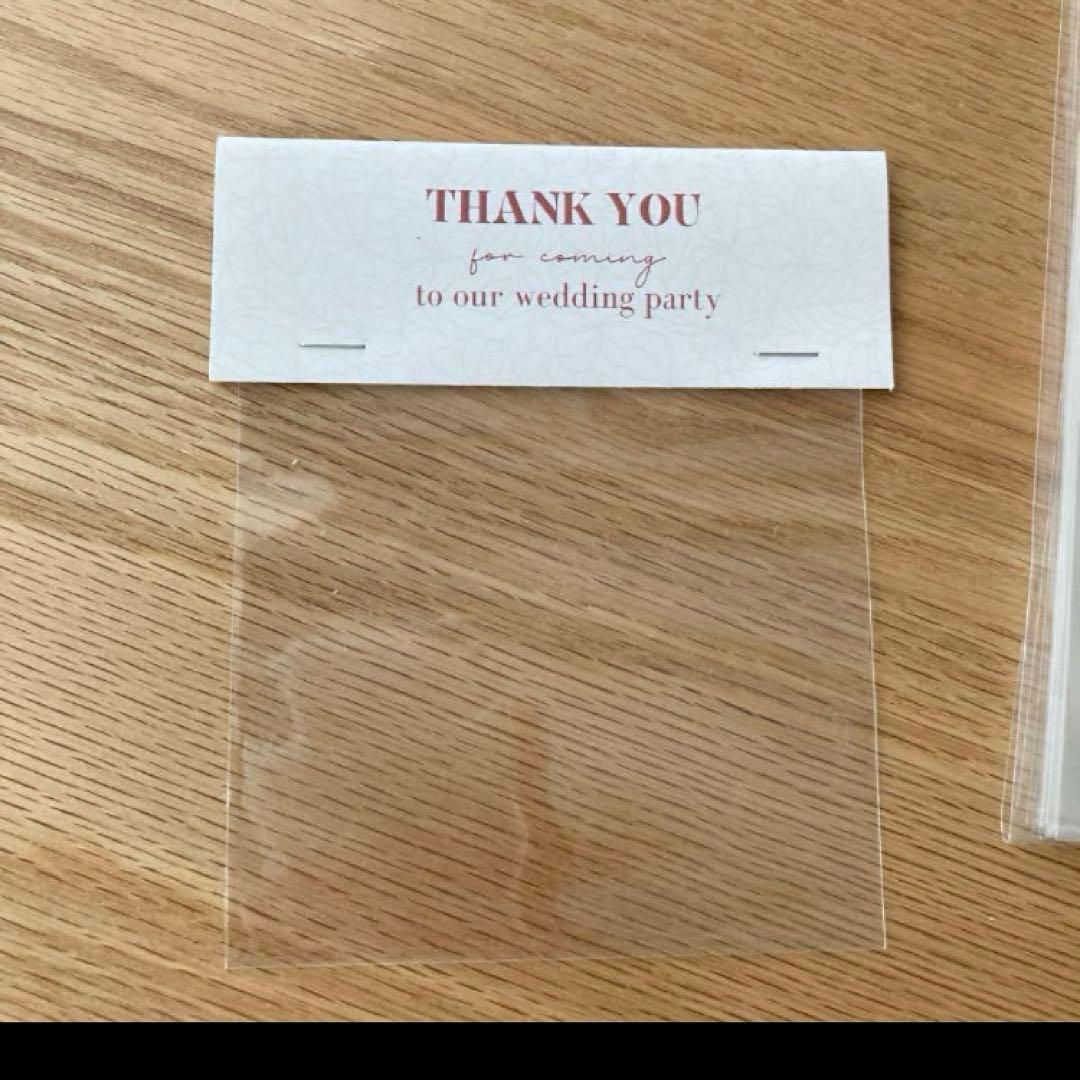 THANK YOU
for coming
to our wedding party